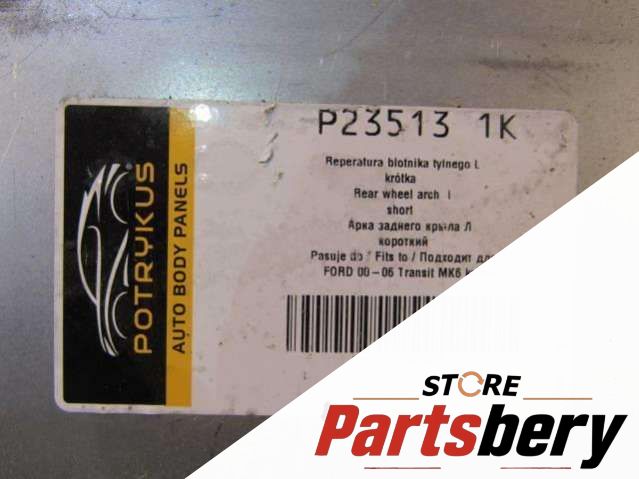 POTRYKUS
AUTO BODY PANELS
P23513 1K
Reperatura błotnika tylnego L
krótka
Rear wheel arch l
short
Арка заднего крыла Л
короткий
Pasuje do / Fits to / Подходит дл
FORD 00-06 Transit MK6
STORE
Partsbery